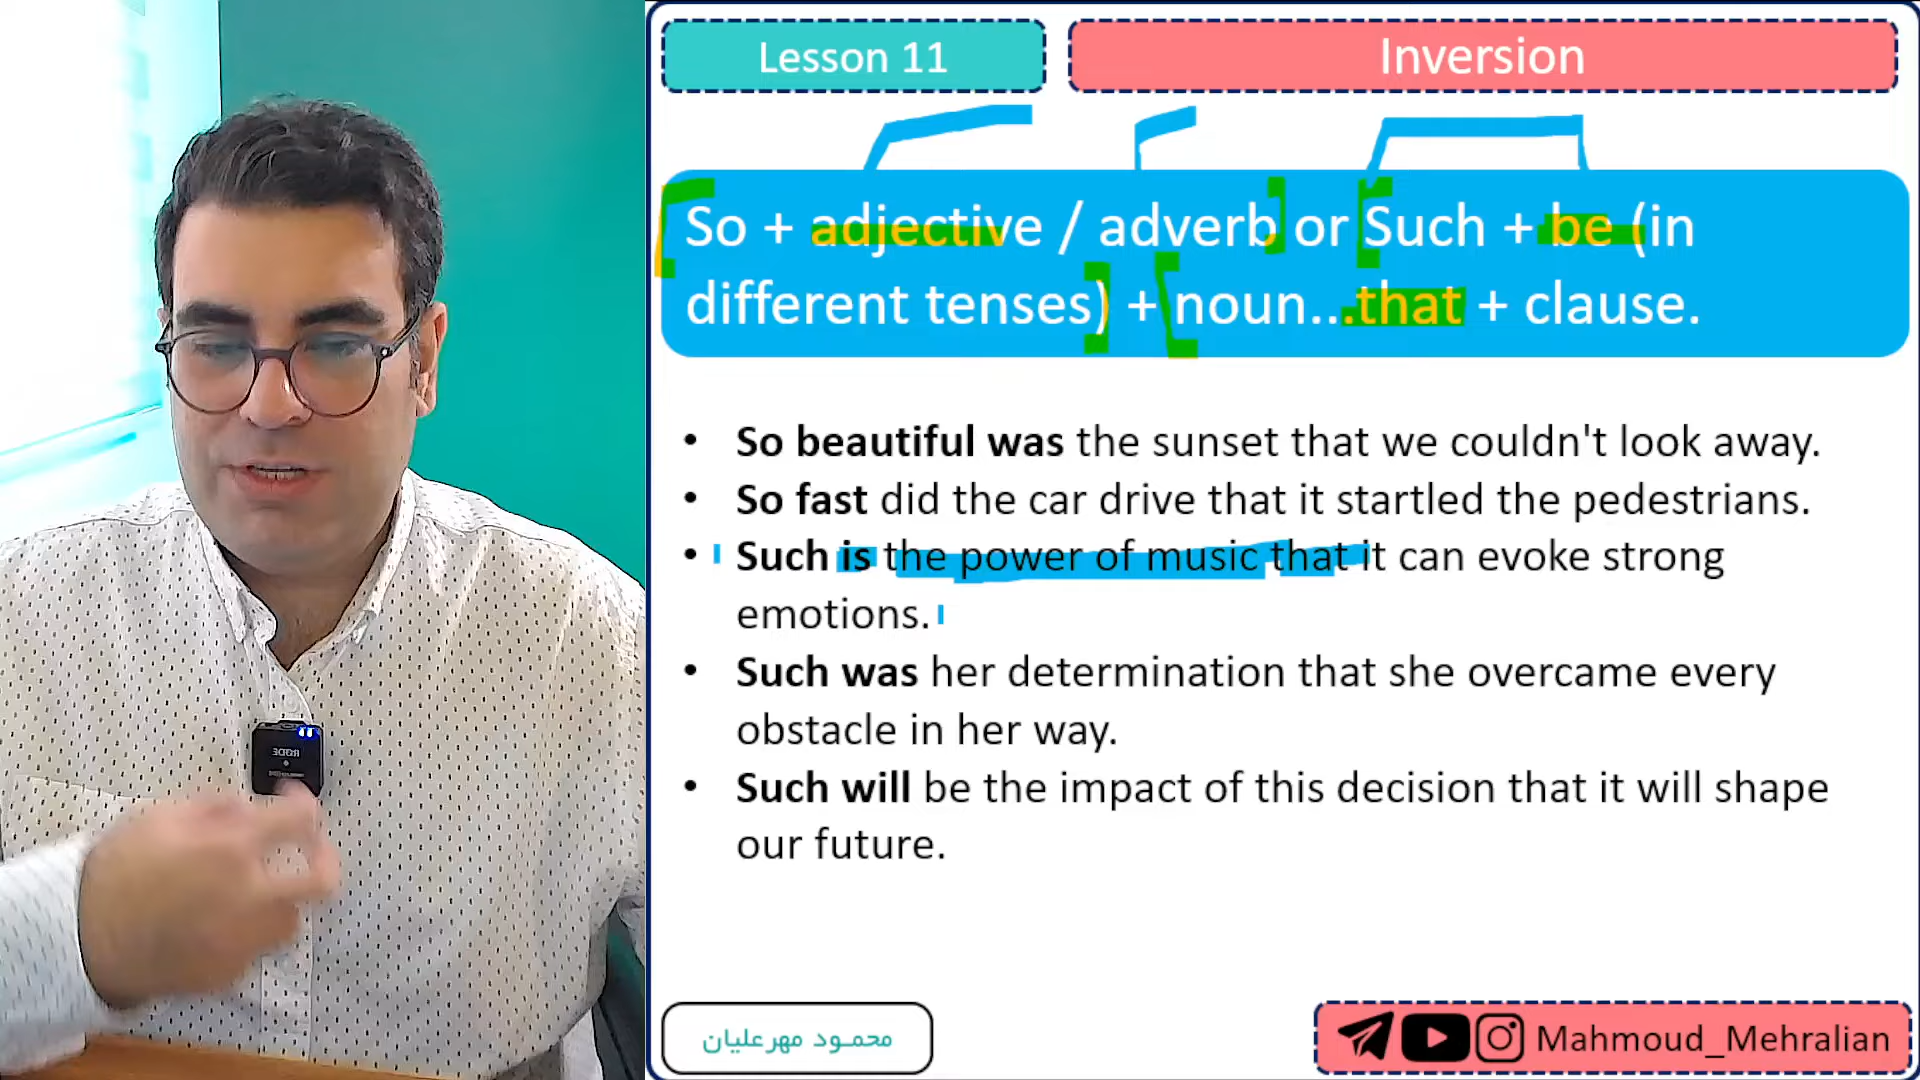 Lesson 11
Inversion
So + adjective / adverb or Such + be (in
different tenses) + noun...that + clause.
• So beautiful was the sunset that we couldn't look away.
• So fast did the car drive that it startled the pedestrians.
• Such is the power of music that it can evoke strong
emotions.
• Such was her determination that she overcame every
obstacle in her way.
• Such will be the impact of this decision that it will shape
our future.
RØDE
محمـود مهرعلیان
Mahmoud_Mehralian